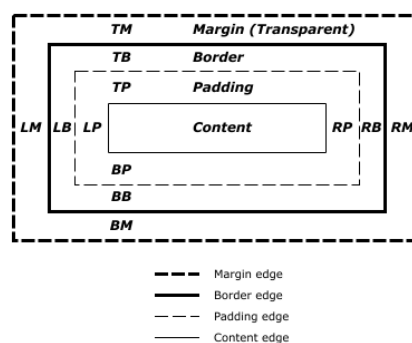 TM Margin (Transparent)
TB Border
TP Padding
LM LB LP Content RP RB RM
BP
BB
BM
Margin edge
Border edge
Padding edge
Content edge